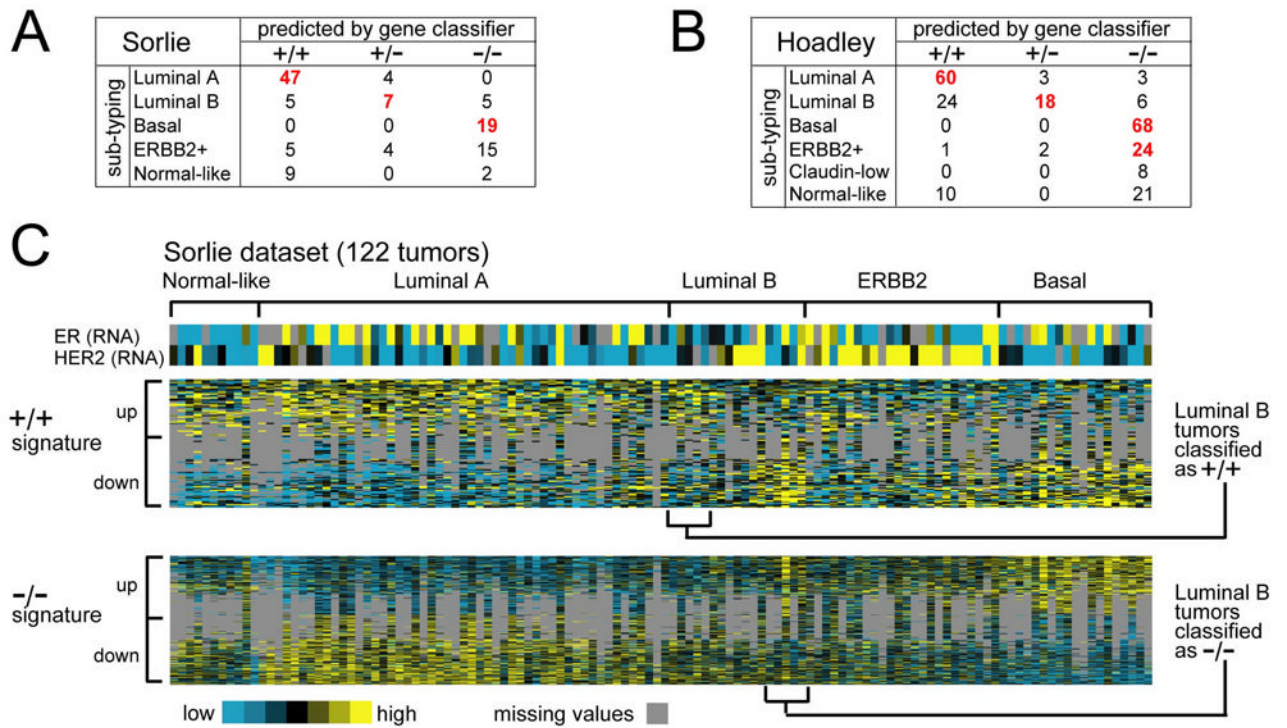 A
B
Sorlie predicted by gene classifier
+/+ +/− −/−
sub-typing
Luminal A 47 4 0
Luminal B 5 7 5
Basal 0 0 19
ERBB2+ 5 4 15
Normal-like 9 0 2
Hoadley predicted by gene classifier
+/+ +/− −/−
sub-typing
Luminal A 60 3 3
Luminal B 24 18 6
Basal 0 0 68
ERBB2+ 1 2 24
Claudin-low 0 0 8
Normal-like 10 0 21
C
Sorlie dataset (122 tumors)
Normal-like Luminal A Luminal B ERBB2 Basal
ER (RNA)
HER2 (RNA)
+/+
signature
up
down
Luminal B
tumors
classified
as +/+
−/−
signature
up
down
Luminal B
tumors
classified
as −/−
low high missing values